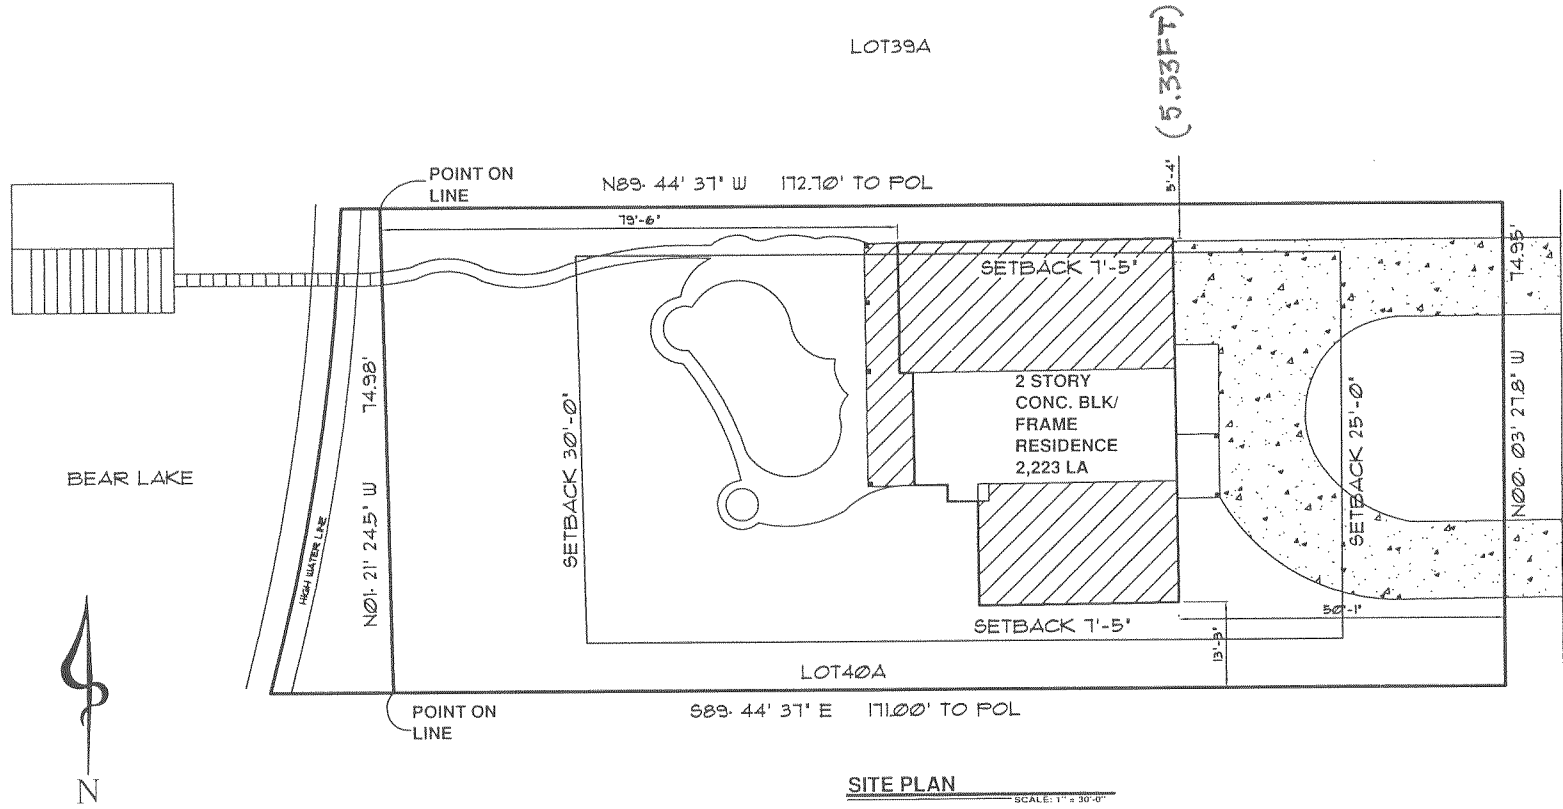 LOT39A
(5.33FT)
5'-4"
POINT ON
LINE
N89· 44' 37" W 172.70' TO POL
79'-6"
SETBACK 7'-5"
74.95'
N00· 03' 27.8" W
74.98'
N01· 21' 24.5' W
2 STORY
CONC. BLK/
FRAME
RESIDENCE
2,223 LA
SETBACK 30'-0"
SETBACK 25'-0"
BEAR LAKE
HIGH WATER LINE
50'-1"
SETBACK 7'-5"
13'-3"
LOT40A
POINT ON
LINE
S89· 44' 37" E 171.00' TO POL
N
SITE PLAN
SCALE: 1" = 30'-0"